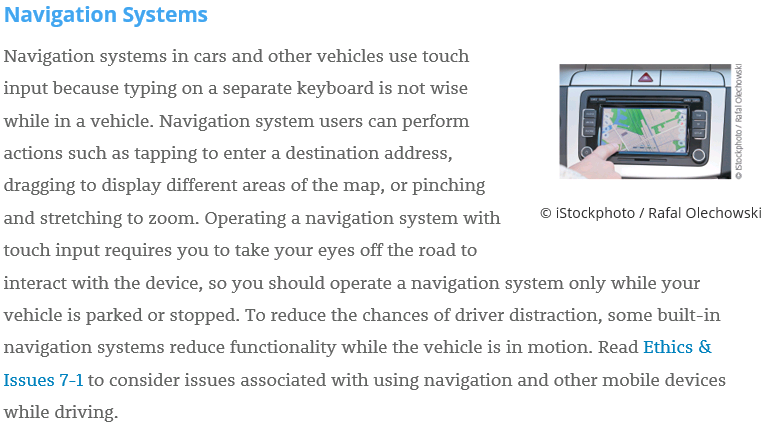 Navigation Systems
Navigation systems in cars and other vehicles use touch
input because typing on a separate keyboard is not wise
while in a vehicle. Navigation system users can perform
actions such as tapping to enter a destination address,
dragging to display different areas of the map, or pinching
and stretching to zoom. Operating a navigation system with
touch input requires you to take your eyes off the road to
interact with the device, so you should operate a navigation system only while your
vehicle is parked or stopped. To reduce the chances of driver distraction, some built-in
navigation systems reduce functionality while the vehicle is in motion. Read Ethics &
Issues 7-1 to consider issues associated with using navigation and other mobile devices
while driving.
© iStockphoto / Rafal Olechowski
© iStockphoto / Rafal Olechowski